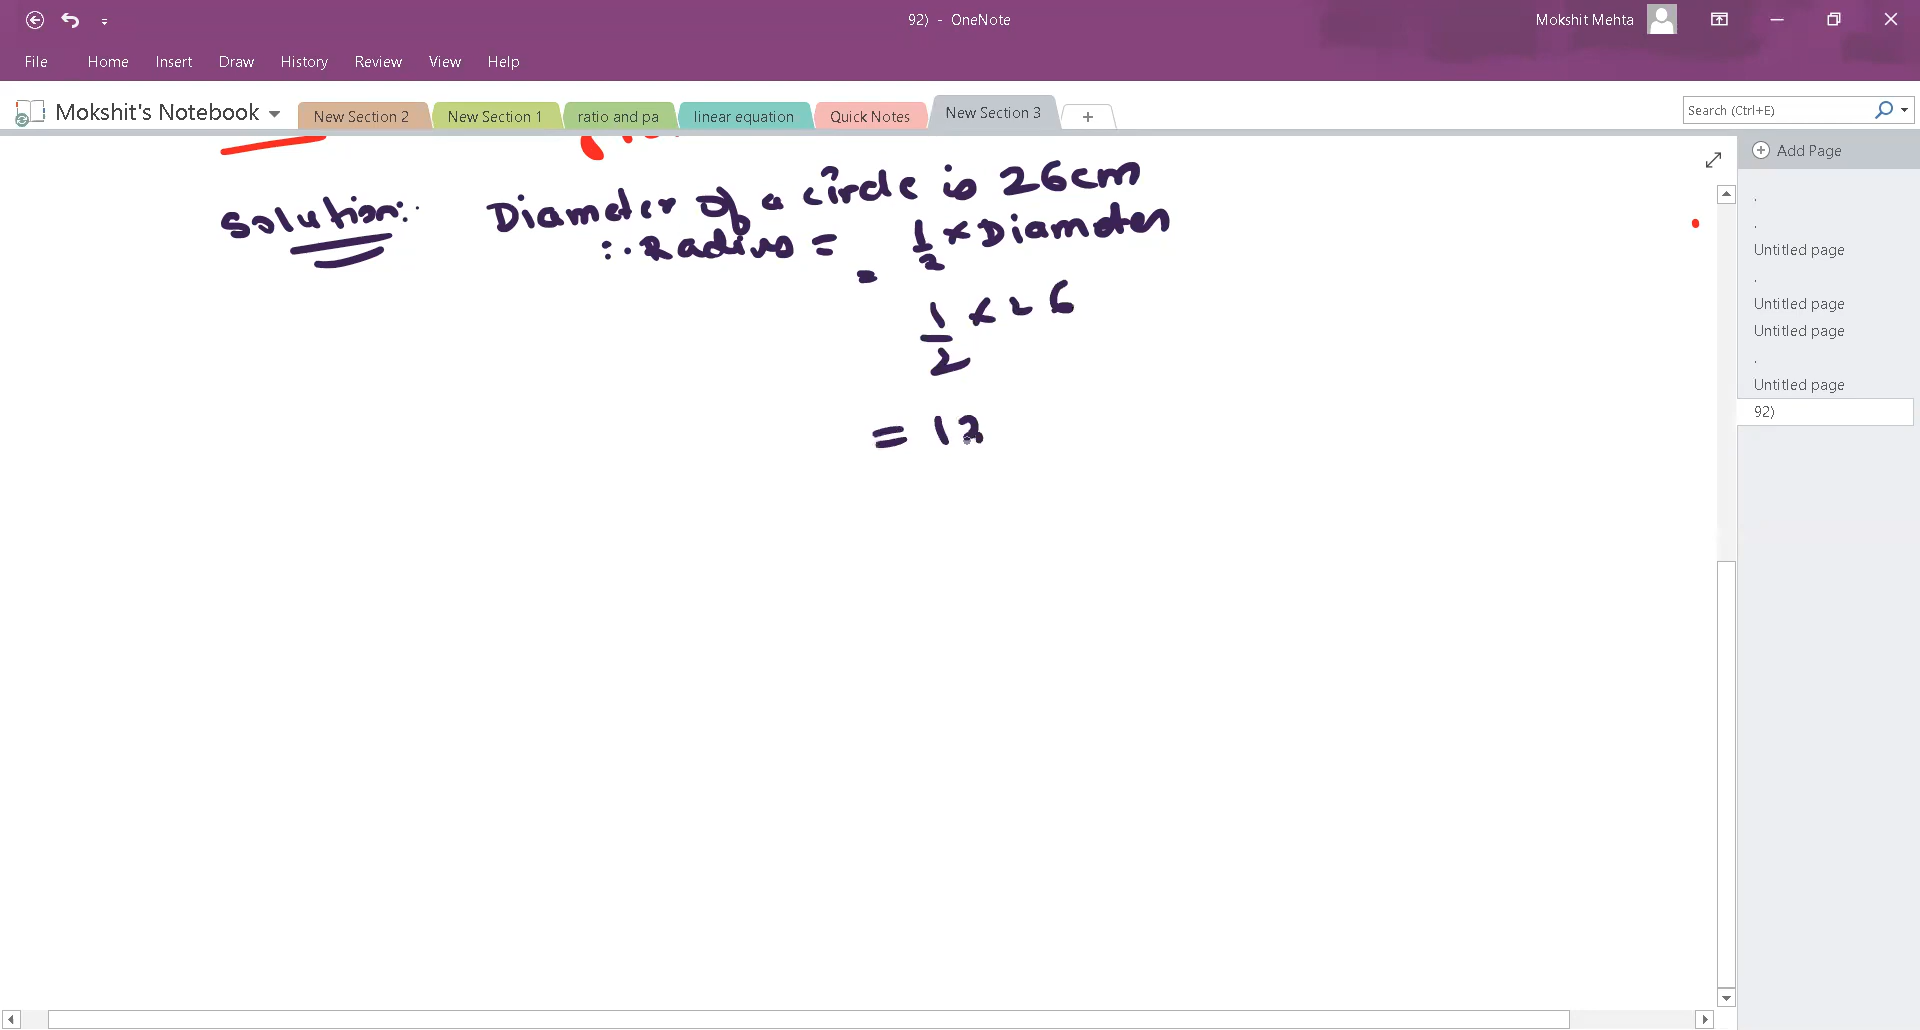 92) - OneNote
Mokshit Mehta
File Home Insert Draw History Review View Help
Mokshit's Notebook
New Section 2
New Section 1
ratio and pa
linear equation
Quick Notes
New Section 3
+
Search (Ctrl+E)
Add Page
.
.
Untitled page
.
Untitled page
Untitled page
.
Untitled page
92)
Solution: Diameter of a circle is 26cm
∴ Radius = 1/2 × Diameter
=
1/2 × 26
= 13